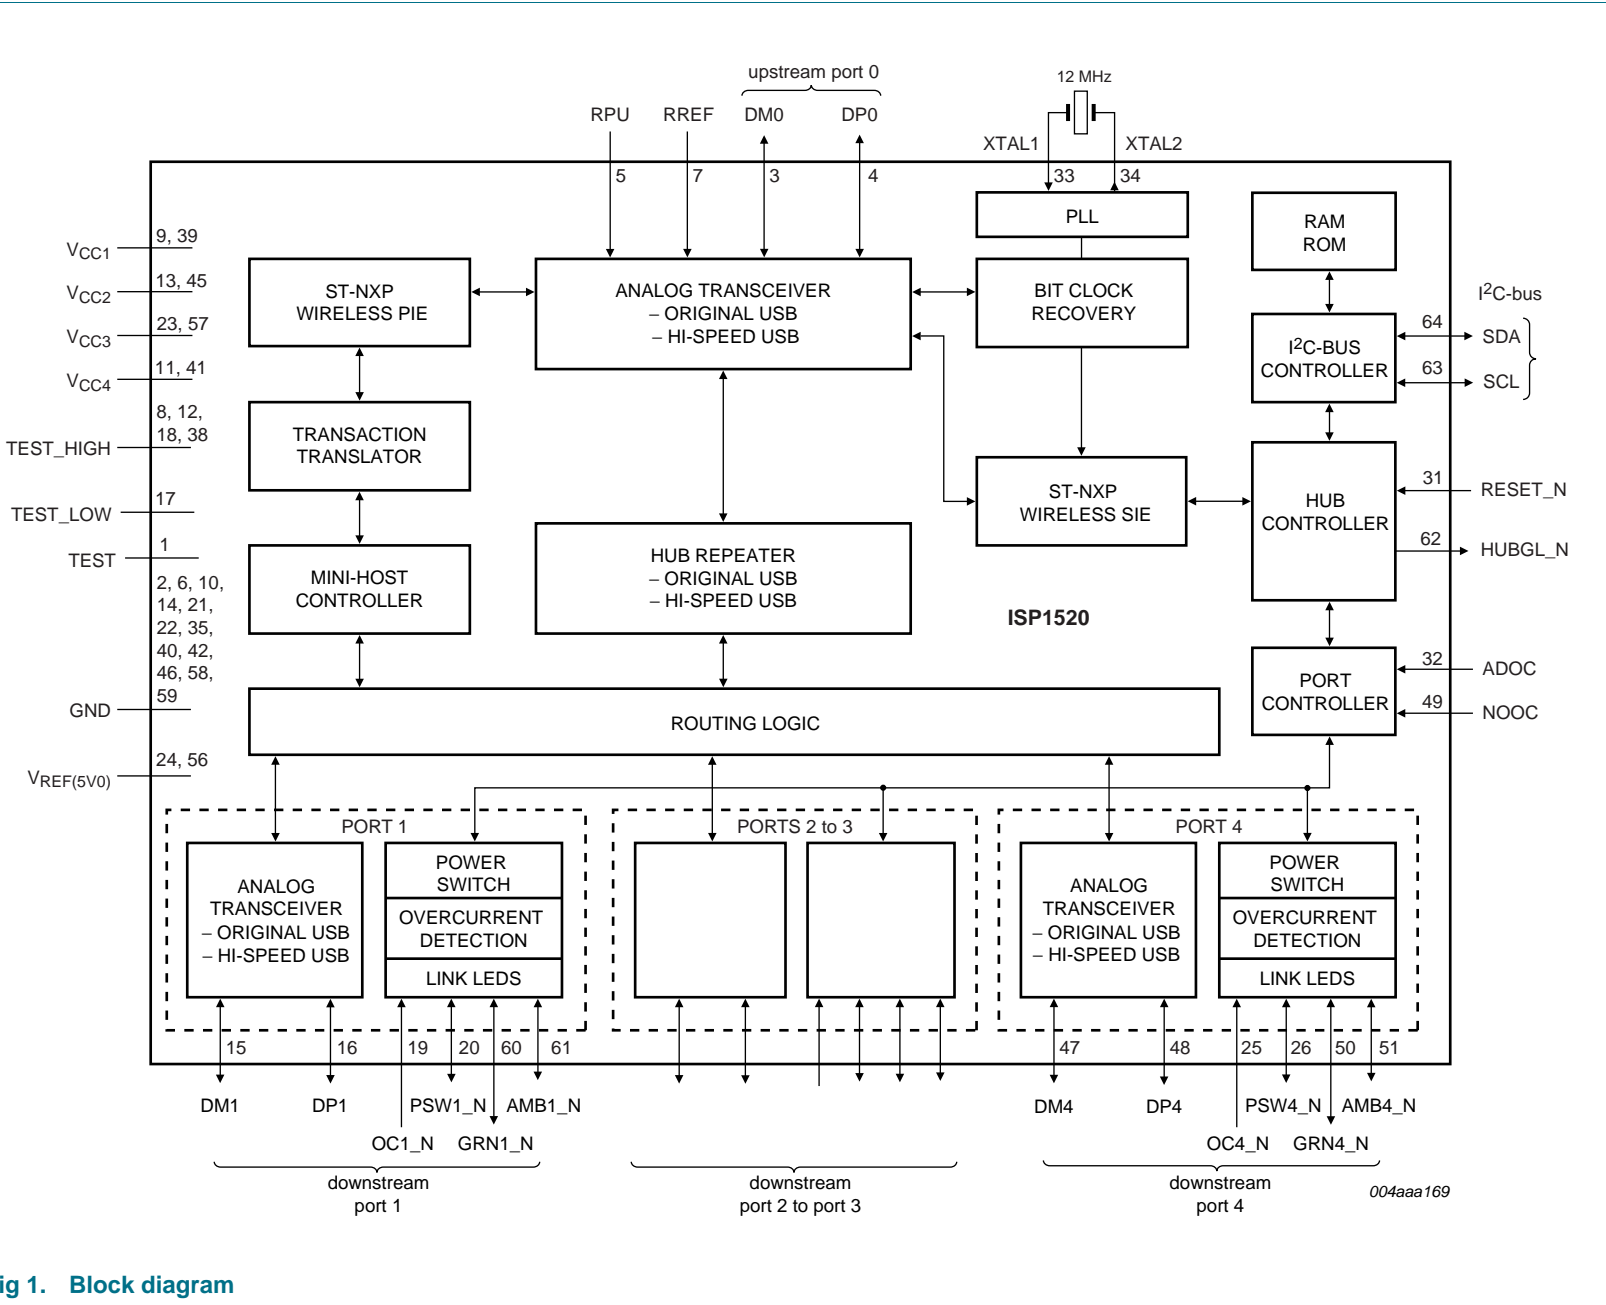 upstream port 0
12 MHz
RPU
RREF
DM0
DP0
XTAL1
XTAL2
5
7
3
4
33
34
PLL
RAM
ROM
VCC1
9, 39
VCC2
13, 45
VCC3
23, 57
VCC4
11, 41
TEST_HIGH
8, 12,
18, 38
TEST_LOW
17
TEST
1
2, 6, 10,
14, 21,
22, 35,
40, 42,
46, 58,
59
GND
24, 56
VREF(5V0)
ST-NXP
WIRELESS PIE
ANALOG TRANSCEIVER
– ORIGINAL USB
– HI-SPEED USB
BIT CLOCK
RECOVERY
I2C-bus
I2C-BUS
CONTROLLER
64
SDA
63
SCL
TRANSACTION
TRANSLATOR
ST-NXP
WIRELESS SIE
HUB
CONTROLLER
31
RESET_N
62
HUBGL_N
MINI-HOST
CONTROLLER
HUB REPEATER
– ORIGINAL USB
– HI-SPEED USB
ISP1520
PORT
CONTROLLER
32
ADOC
49
NOOC
ROUTING LOGIC
PORT 1
ANALOG
TRANSCEIVER
– ORIGINAL USB
– HI-SPEED USB
POWER
SWITCH
OVERCURRENT
DETECTION
LINK LEDS
PORTS 2 to 3
PORT 4
ANALOG
TRANSCEIVER
– ORIGINAL USB
– HI-SPEED USB
POWER
SWITCH
OVERCURRENT
DETECTION
LINK LEDS
15
16
19
20
60
61
47
48
25
26
50
51
DM1
DP1
PSW1_N
AMB1_N
OC1_N
GRN1_N
DM4
DP4
PSW4_N
AMB4_N
OC4_N
GRN4_N
downstream
port 1
downstream
port 2 to port 3
downstream
port 4
004aaa169
ig 1. Block diagram